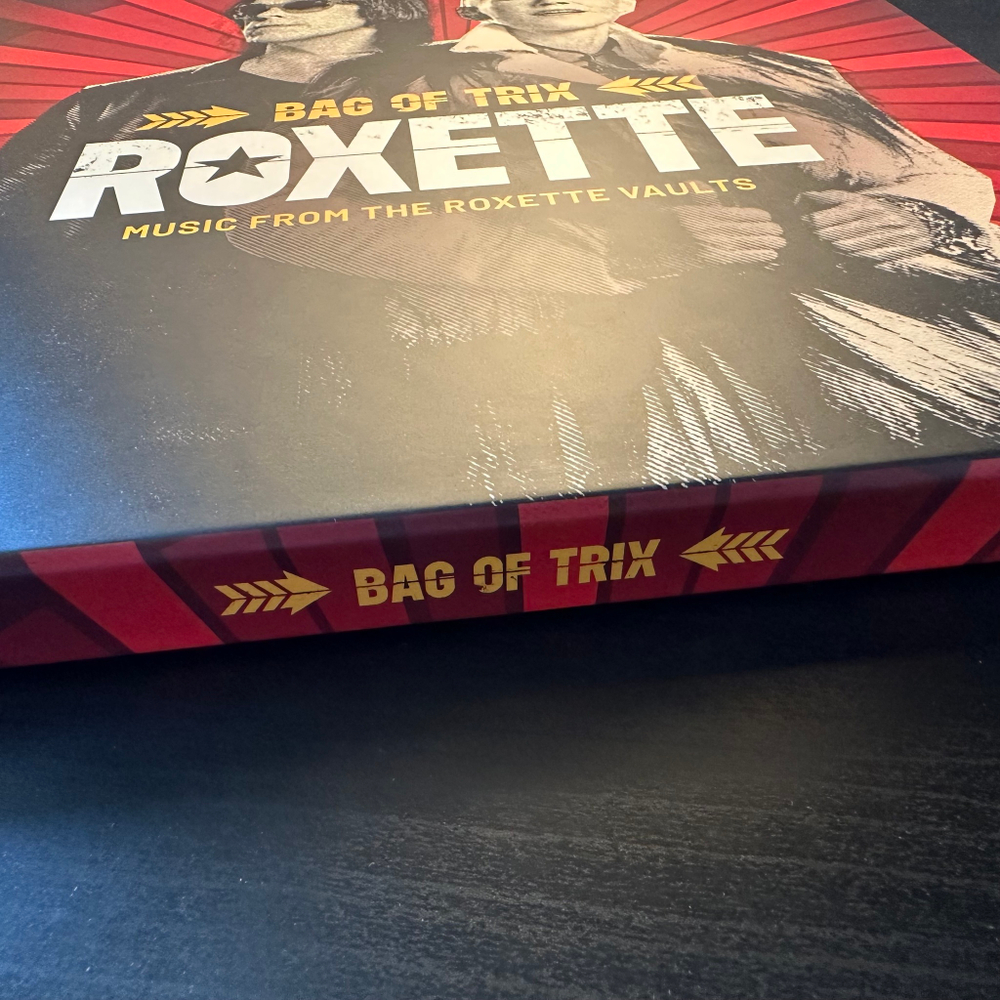 BAG OF TRIX
ROXETTE
MUSIC FROM THE ROXETTE VAULTS
BAG OF TRIX